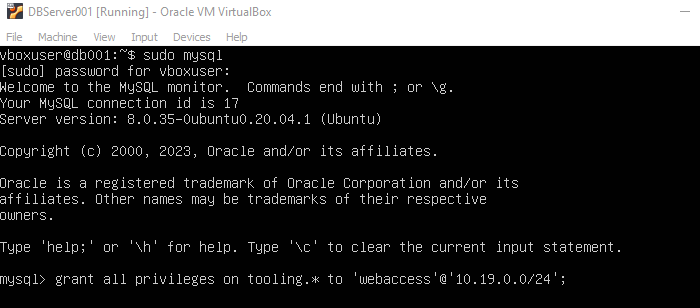 DBServer001 [Running] - Oracle VM VirtualBox
File Machine View Input Devices Help
vboxuser@db001:~$ sudo mysql
[sudo] password for vboxuser:
Welcome to the MySQL monitor.  Commands end with ; or \g.
Your MySQL connection id is 17
Server version: 8.0.35-0ubuntu0.20.04.1 (Ubuntu)
Copyright (c) 2000, 2023, Oracle and/or its affiliates.
Oracle is a registered trademark of Oracle Corporation and/or its
affiliates. Other names may be trademarks of their respective
owners.
Type 'help;' or '\h' for help. Type '\c' to clear the current input statement.
mysql> grant all privileges on tooling.* to 'webaccess'@'10.19.0.0/24';